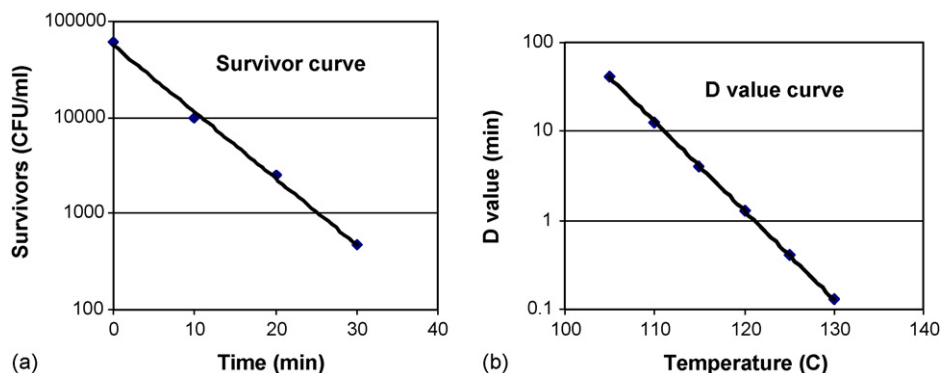 100000
10000
1000
100
Survivors (CFU/ml)
Survivor curve
0 10 20 30 40
Time (min)
(a)
100
10
1
0.1
D value (min)
D value curve
100 110 120 130 140
Temperature (C)
(b)